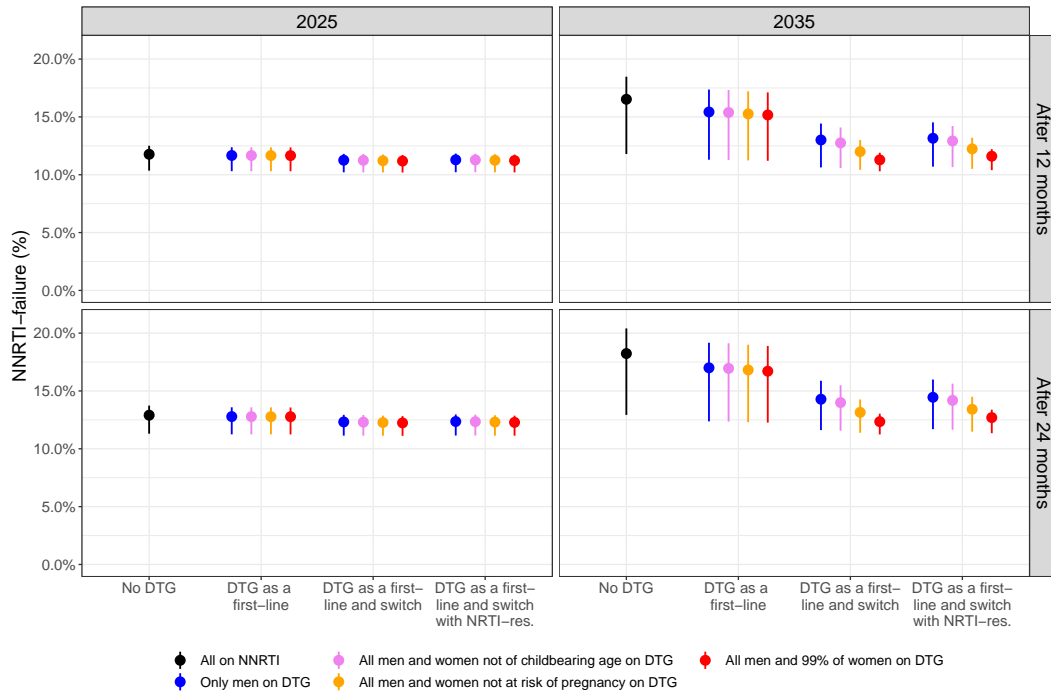 2025
2035
NNRTI−failure (%)
20.0%
15.0%
10.0%
5.0%
0.0%
After 12 months
20.0%
15.0%
10.0%
5.0%
0.0%
After 24 months
No DTG
DTG as a
first−line
DTG as a first−
line and switch
DTG as a first−
line and switch
with NRTI−res.
No DTG
DTG as a
first−line
DTG as a first−
line and switch
DTG as a first−
line and switch
with NRTI−res.
All on NNRTI
Only men on DTG
All men and women not of childbearing age on DTG
All men and women not at risk of pregnancy on DTG
All men and 99% of women on DTG